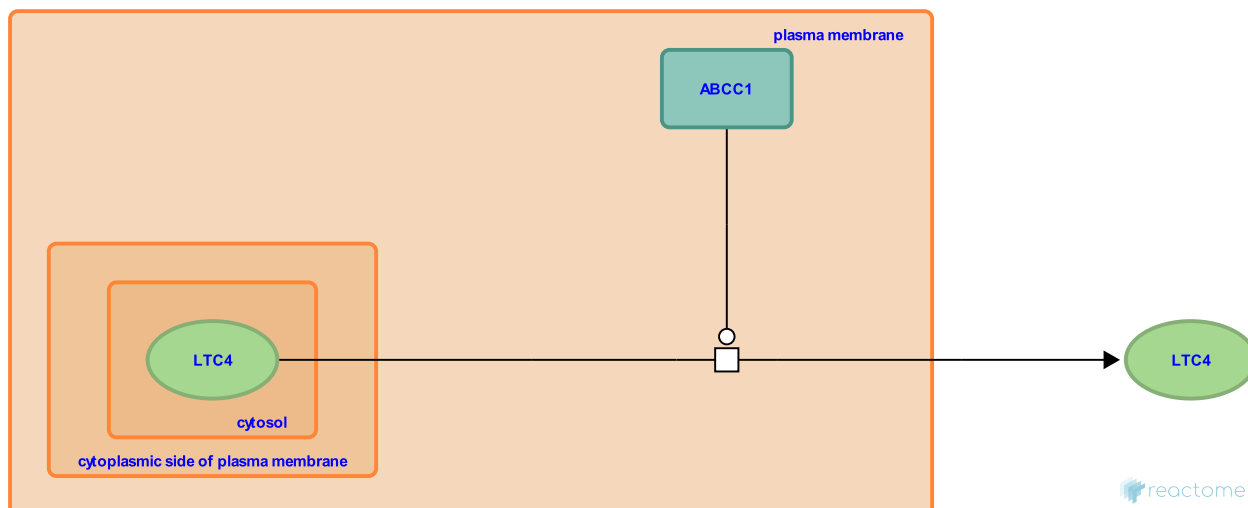 plasma membrane
ABCC1
LTC4
LTC4
cytosol
cytoplasmic side of plasma membrane
reactome